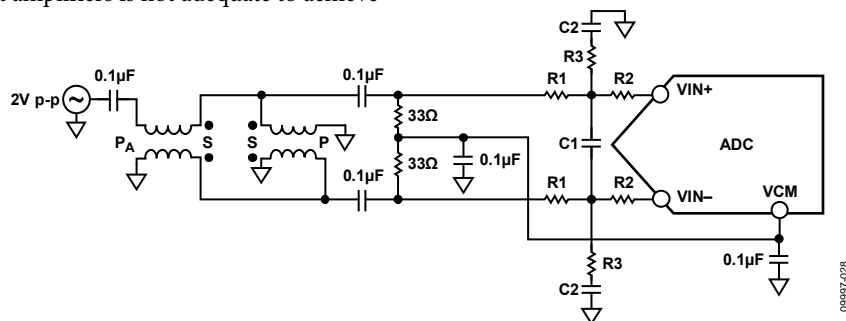 t amplifiers is not adequate to achieve
C2
R3
0.1µF
0.1µF
R1
R2
VIN+
2V p-p
33Ω
PA
S
S
P
0.1µF
C1
ADC
33Ω
0.1µF
R1
R2
VIN–
VCM
R3
0.1µF
C2
09997-028